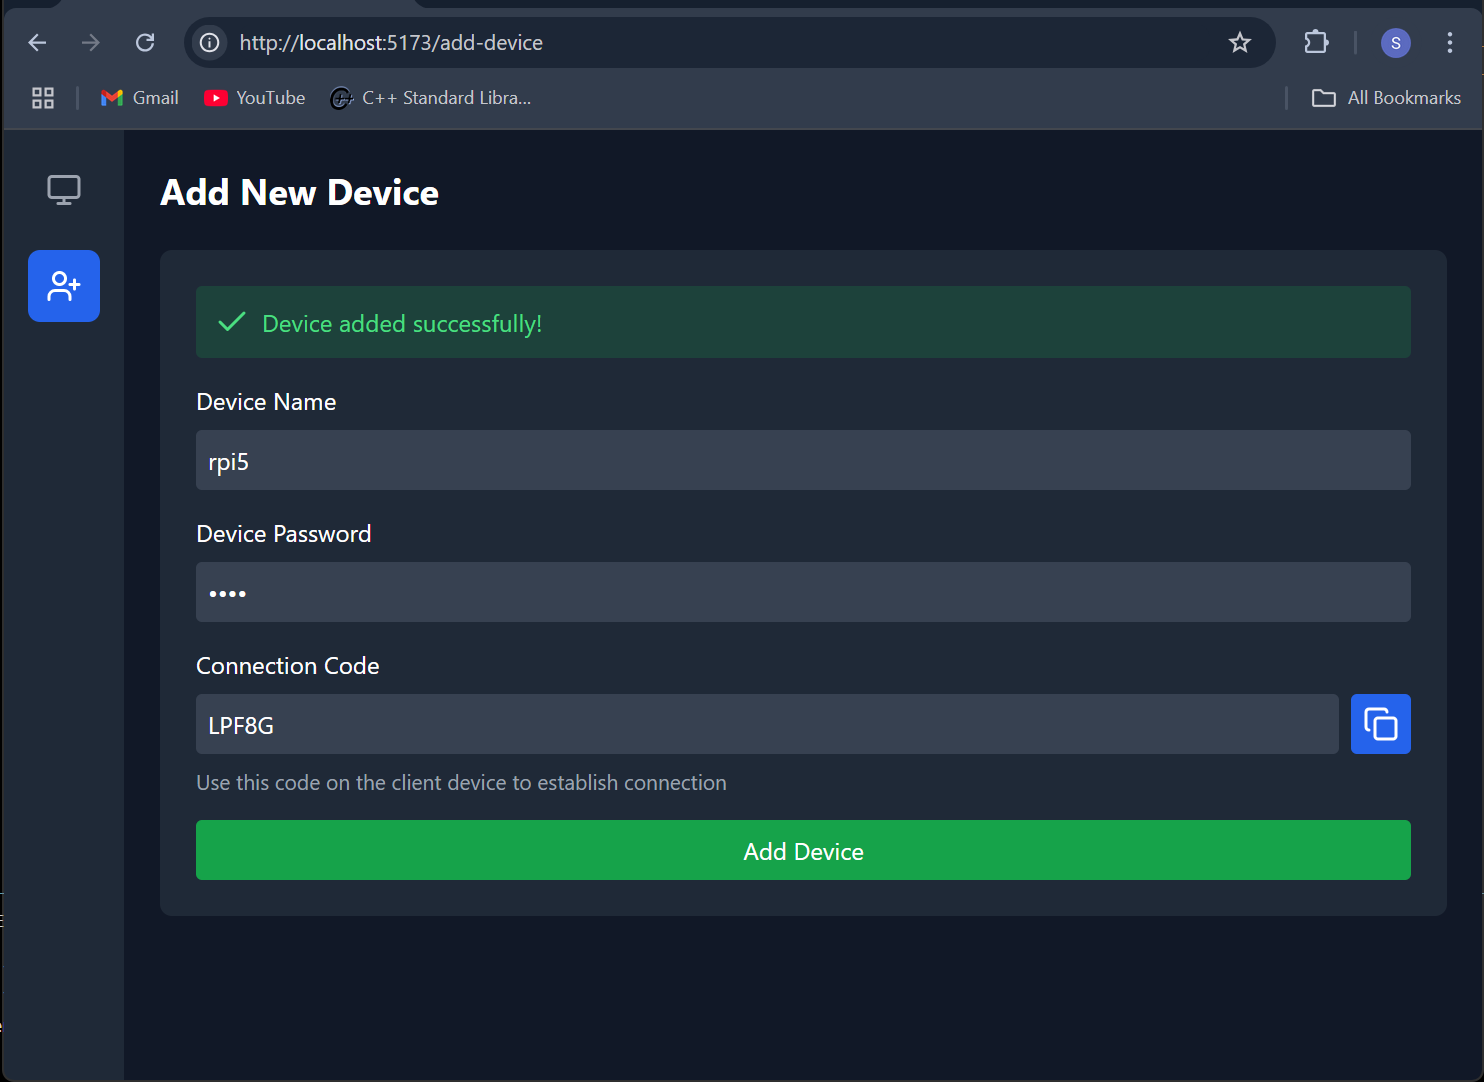 http://localhost:5173/add-device
S
Gmail
YouTube
C++ Standard Libra...
All Bookmarks
Add New Device
Device added successfully!
Device Name
rpi5
Device Password
••••
Connection Code
LPF8G
Use this code on the client device to establish connection
Add Device